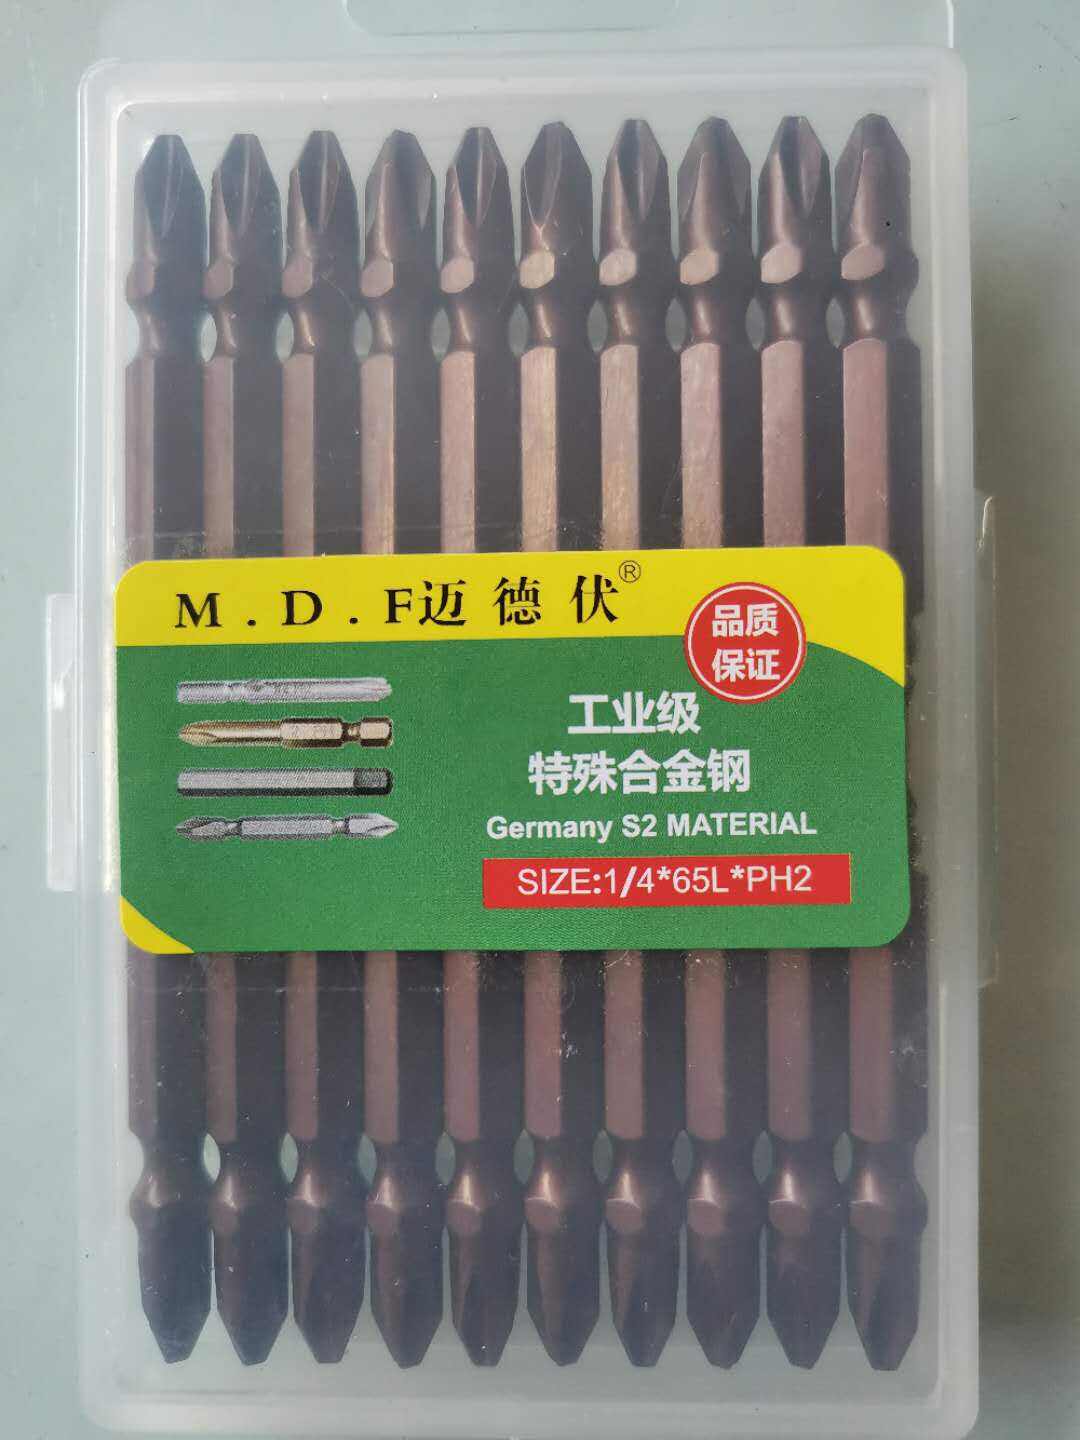 M.D.F迈德伏®
品质
保证
工业级
特殊合金钢
Germany S2 MATERIAL
SIZE:1/4*65L*PH2